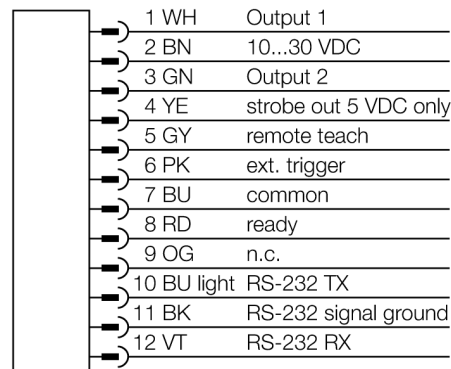 1 WH Output 1
2 BN 10...30 VDC
3 GN Output 2
4 YE strobe out 5 VDC only
5 GY remote teach
6 PK ext. trigger
7 BU common
8 RD ready
9 OG n.c.
10 BU light RS-232 TX
11 BK RS-232 signal ground
12 VT RS-232 RX